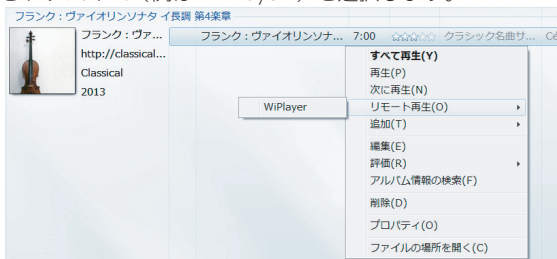 フランク：ヴァイオリンソナタ イ長調 第4楽章
フランク：ヴァ...
http://classical...
Classical
2013
フランク：ヴァイオリンソナ... 7:00 クラシック名曲サ...
すべて再生(Y)
再生(P)
次に再生(N)
リモート再生(O)
WiPlayer
追加(T)
編集(E)
評価(R)
アルバム情報の検索(F)
削除(D)
プロパティ(O)
ファイルの場所を開く(C)